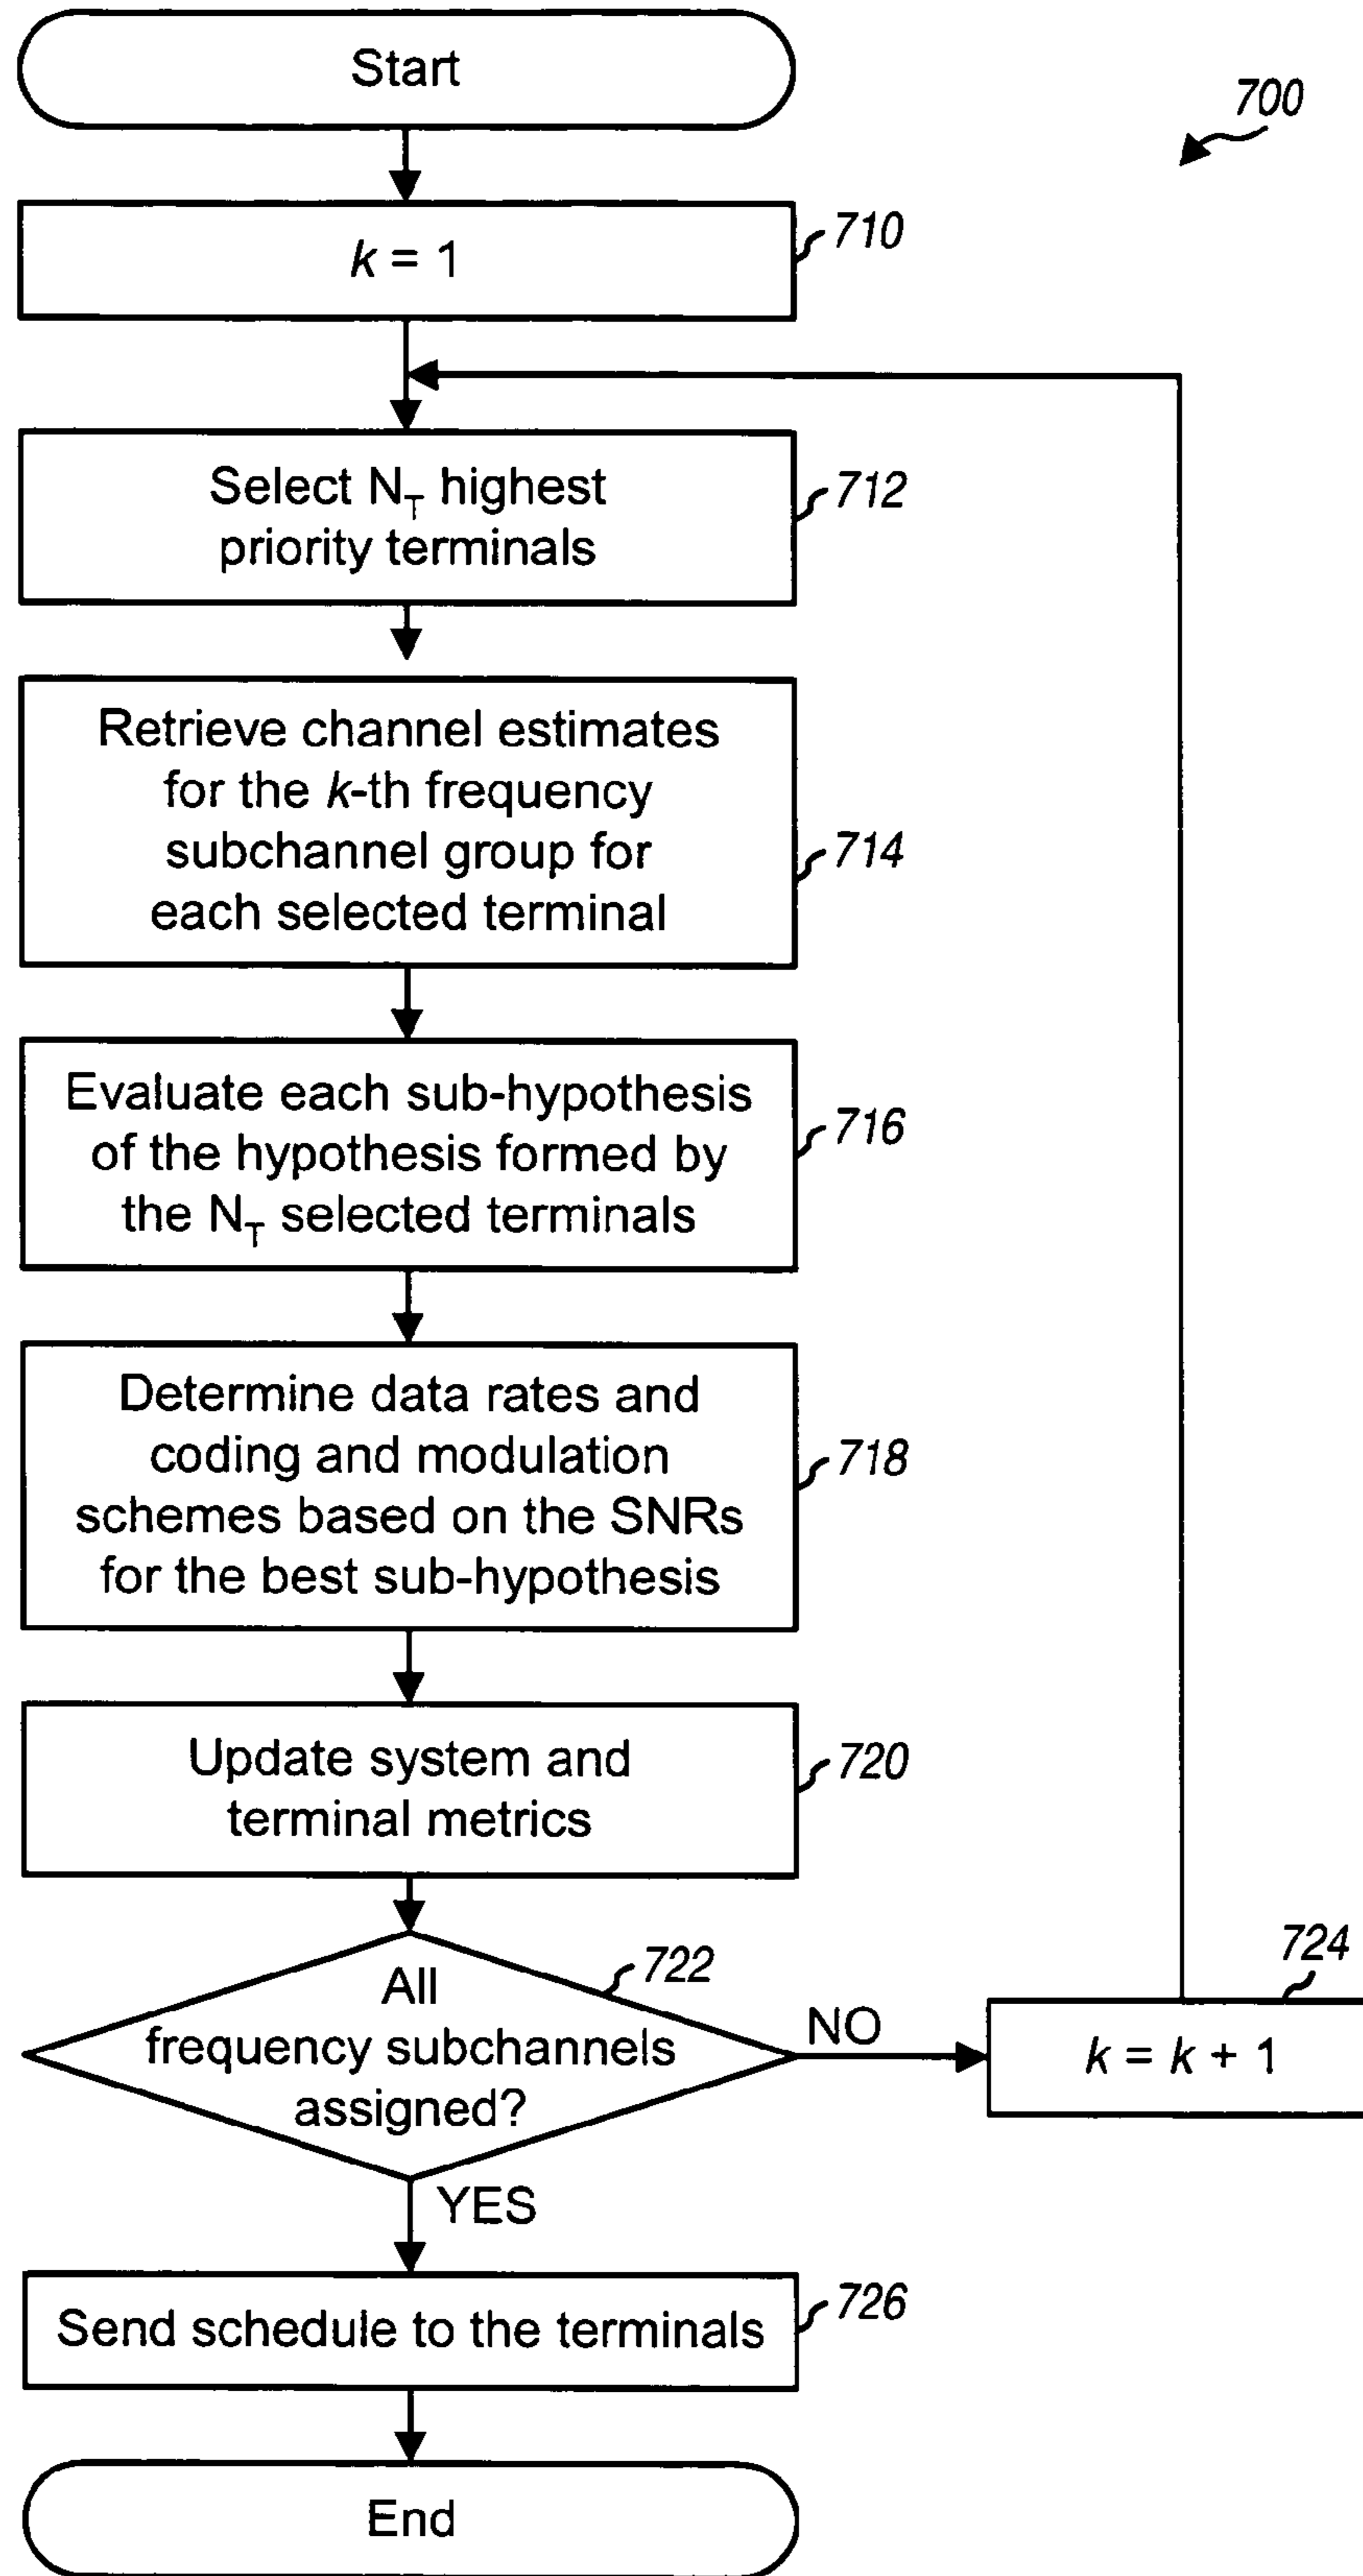 Start
700
k = 1
710
Select N_T highest
priority terminals
712
Retrieve channel estimates
for the k-th frequency
subchannel group for
each selected terminal
714
Evaluate each sub-hypothesis
of the hypothesis formed by
the N_T selected terminals
716
Determine data rates and
coding and modulation
schemes based on the SNRs
for the best sub-hypothesis
718
Update system and
terminal metrics
720
All
frequency subchannels
assigned?
722
NO
724
k = k + 1
YES
Send schedule to the terminals
726
End